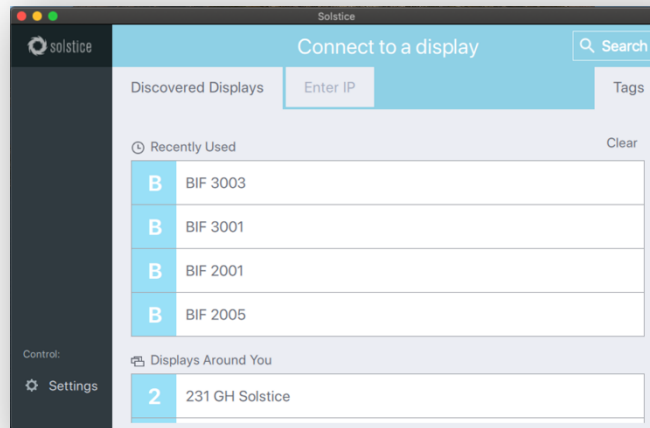 Solstice
solstice
Connect to a display
Search
Discovered Displays
Enter IP
Tags
Recently Used
Clear
B BIF 3003
B BIF 3001
B BIF 2001
B BIF 2005
Displays Around You
2 231 GH Solstice
Control:
Settings